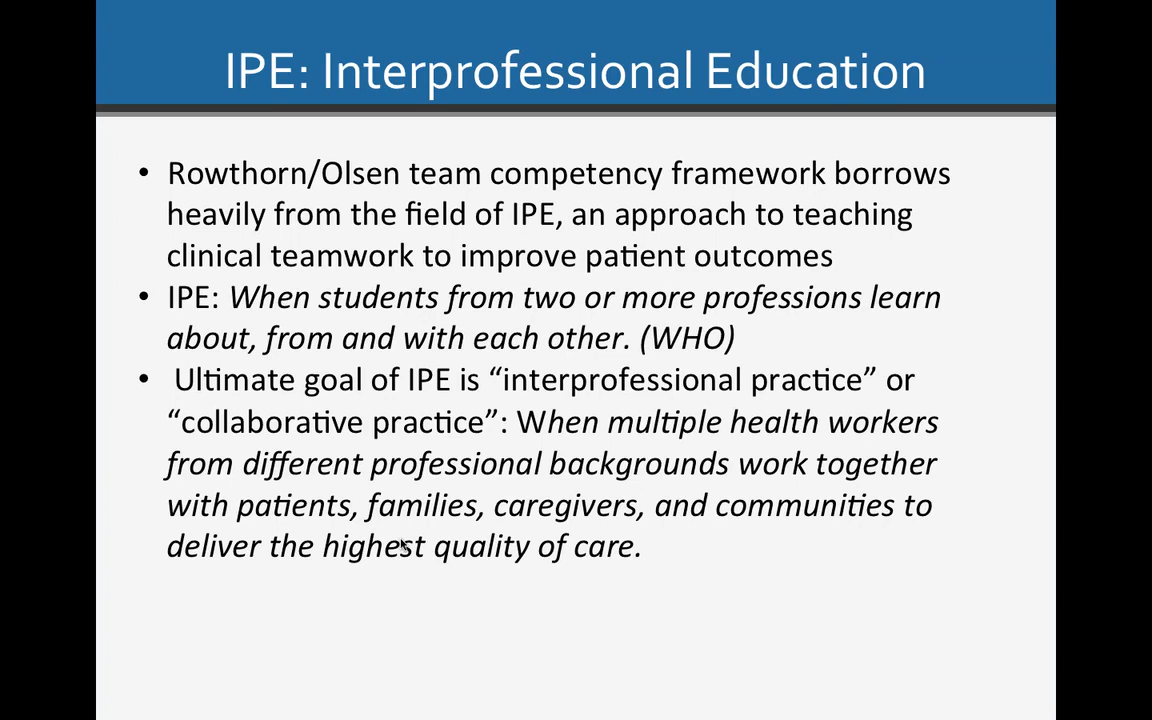 IPE: Interprofessional Education
• Rowthorn/Olsen team competency framework borrows
heavily from the field of IPE, an approach to teaching
clinical teamwork to improve patient outcomes
• IPE: When students from two or more professions learn
about, from and with each other. (WHO)
• Ultimate goal of IPE is “interprofessional practice” or
“collaborative practice”: When multiple health workers
from different professional backgrounds work together
with patients, families, caregivers, and communities to
deliver the highest quality of care.